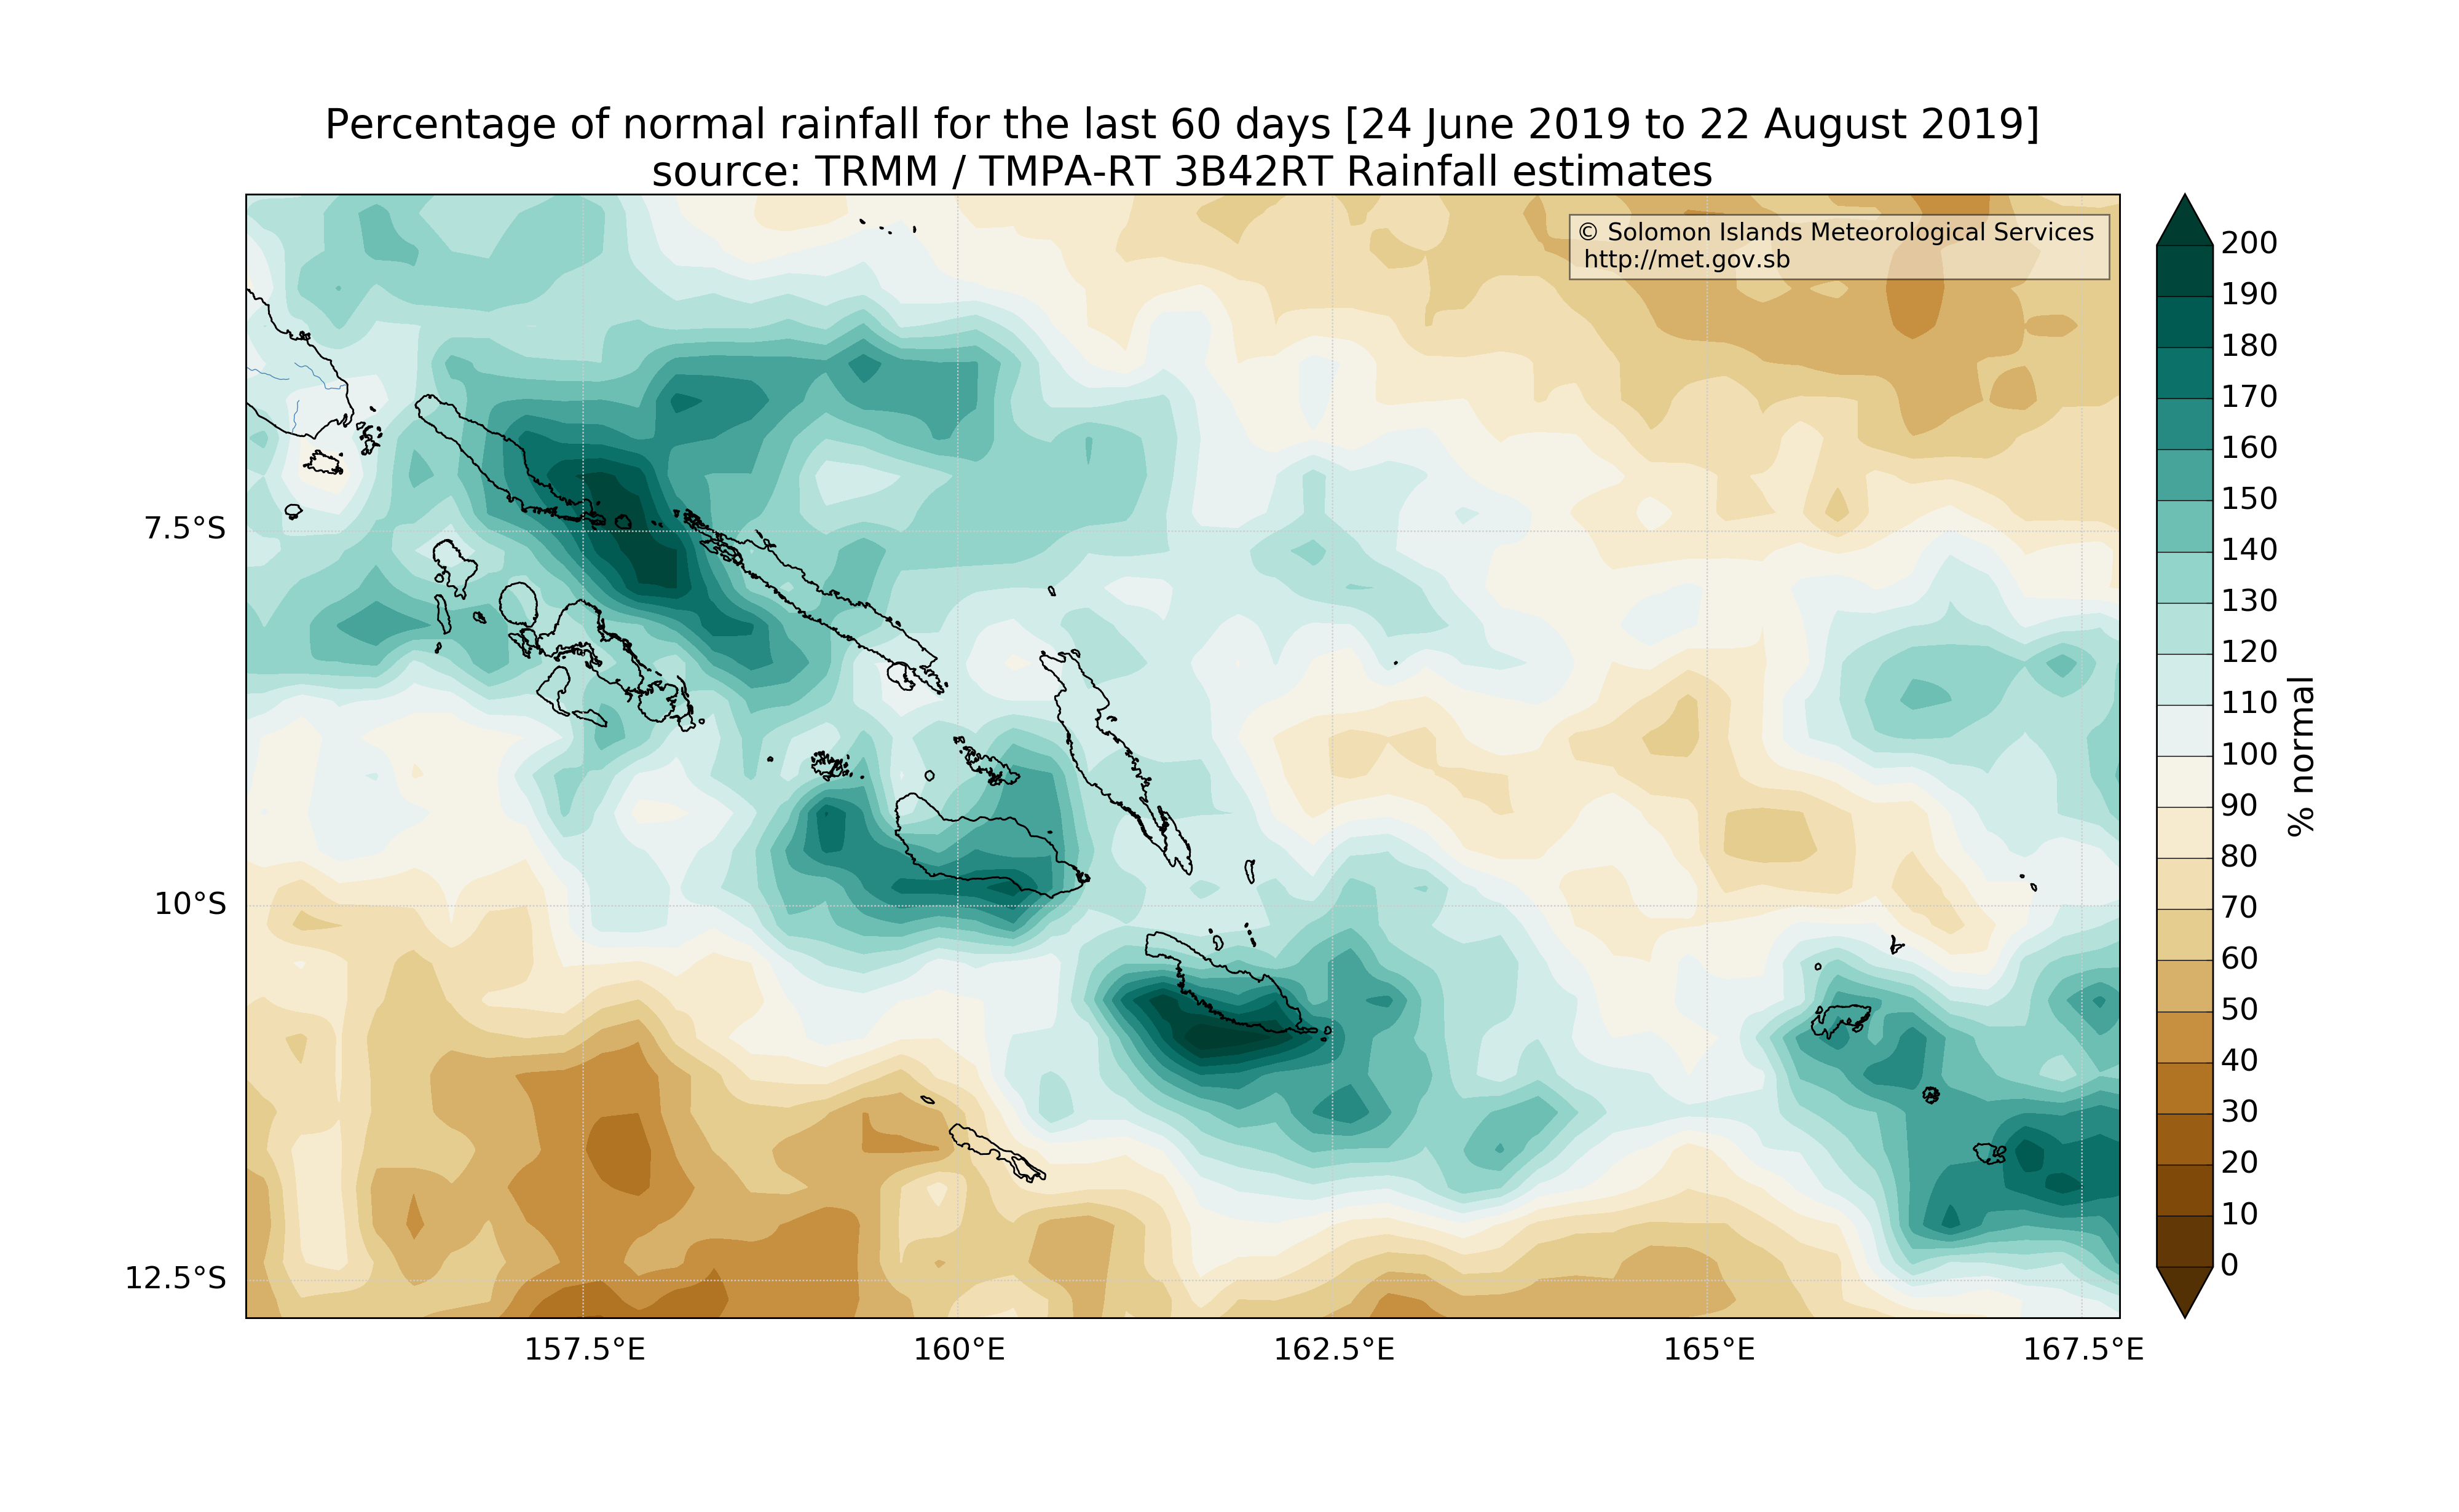 Percentage of normal rainfall for the last 60 days [24 June 2019 to 22 August 2019]
source: TRMM / TMPA-RT 3B42RT Rainfall estimates
© Solomon Islands Meteorological Services
http://met.gov.sb
7.5°S
10°S
12.5°S
157.5°E
160°E
162.5°E
165°E
167.5°E
200
190
180
170
160
150
140
130
120
110
100
90
80
70
60
50
40
30
20
10
0
% normal